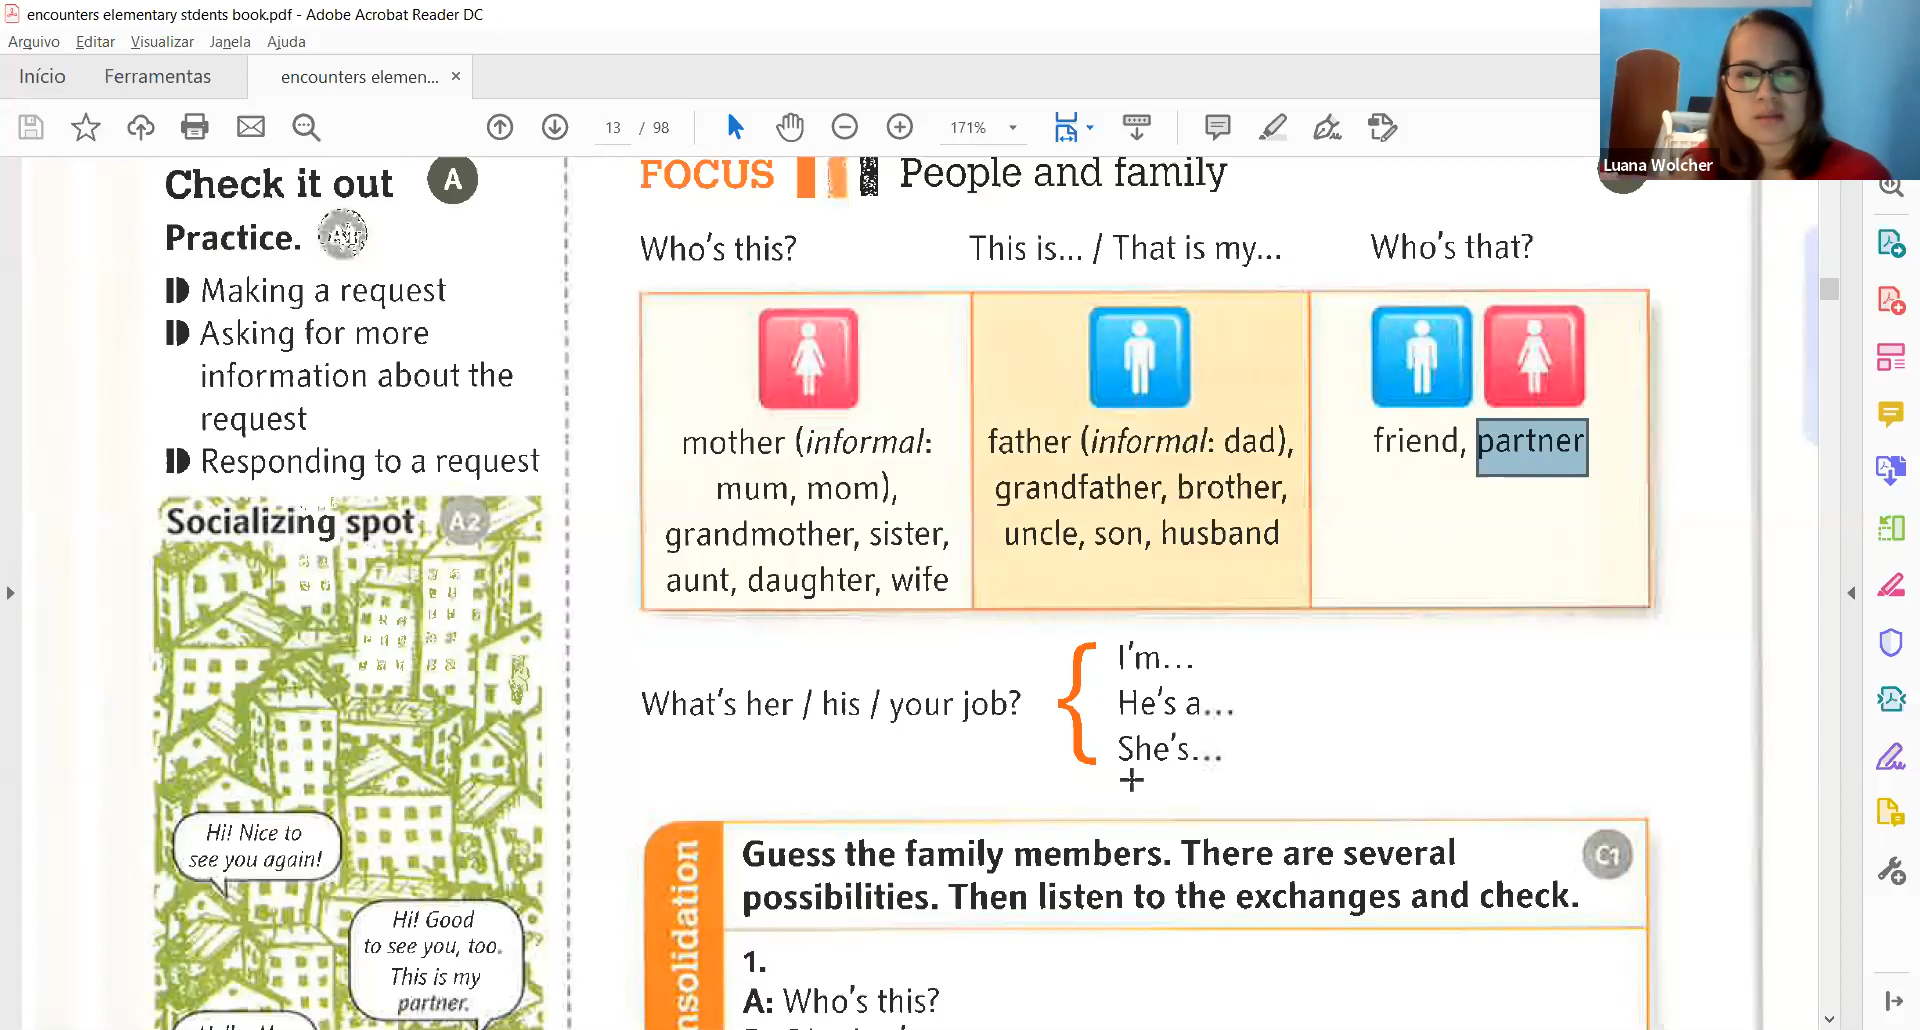 encounters elementary stdents book.pdf - Adobe Acrobat Reader DC
Arquivo Editar Visualizar Janela Ajuda
Início Ferramentas encounters elemen... ×
13 / 98 171%
Luana Wolcher
Check it out A
Practice. A1
Making a request
Asking for more
information about the
request
Responding to a request
Socializing spot A2
Hi! Nice to
see you again!
Hi! Good
to see you, too.
This is my
partner.
FOCUS People and family
Who's this? This is... / That is my... Who's that?
mother (informal:
mum, mom),
grandmother, sister,
aunt, daughter, wife
father (informal: dad),
grandfather, brother,
uncle, son, husband
friend, partner
What's her / his / your job?
I'm...
He's a...
She's...
nsolidation
Guess the family members. There are several
possibilities. Then listen to the exchanges and check.
C1
1.
A: Who's this?